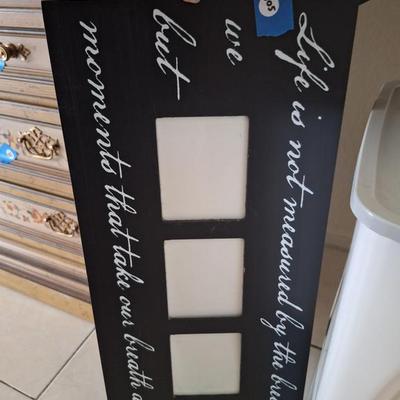 Life is not measured by the
we
but
moments that take our breath